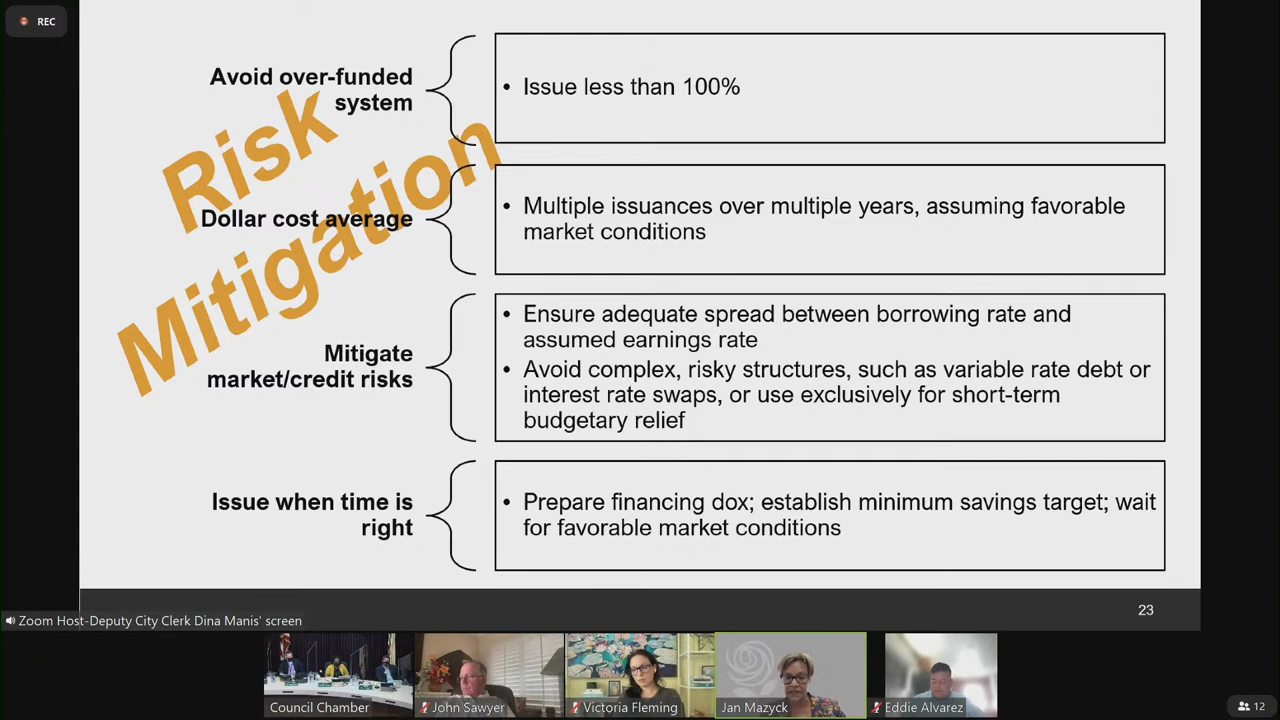 REC
Risk
Mitigation
Avoid over-funded
system
• Issue less than 100%
Dollar cost average
• Multiple issuances over multiple years, assuming favorable
market conditions
Mitigate
market/credit risks
• Ensure adequate spread between borrowing rate and
assumed earnings rate
• Avoid complex, risky structures, such as variable rate debt or
interest rate swaps, or use exclusively for short-term
budgetary relief
Issue when time is
right
• Prepare financing dox; establish minimum savings target; wait
for favorable market conditions
23
Zoom Host-Deputy City Clerk Dina Manis' screen
Council Chamber
John Sawyer
Victoria Fleming
Jan Mazyck
Eddie Alvarez
12